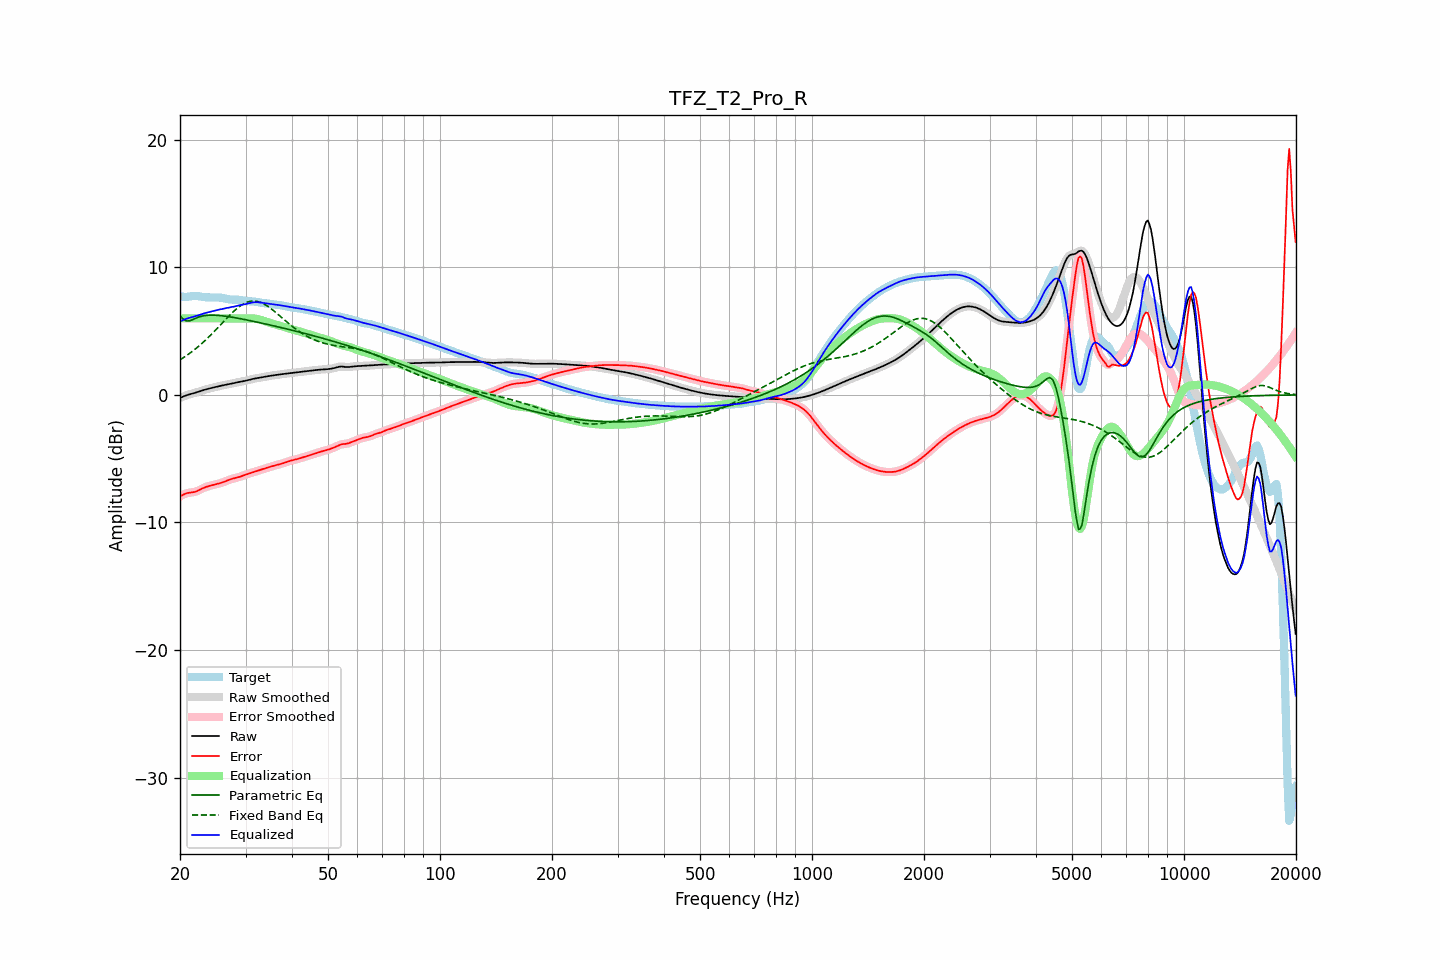 TFZ_T2_Pro_R
20
10
0
−10
−20
−30
Amplitude (dBr)
20
50
100
200
500
1000
2000
5000
10000
20000
Frequency (Hz)
Target
Raw Smoothed
Error Smoothed
Raw
Error
Equalization
Parametric Eq
Fixed Band Eq
Equalized